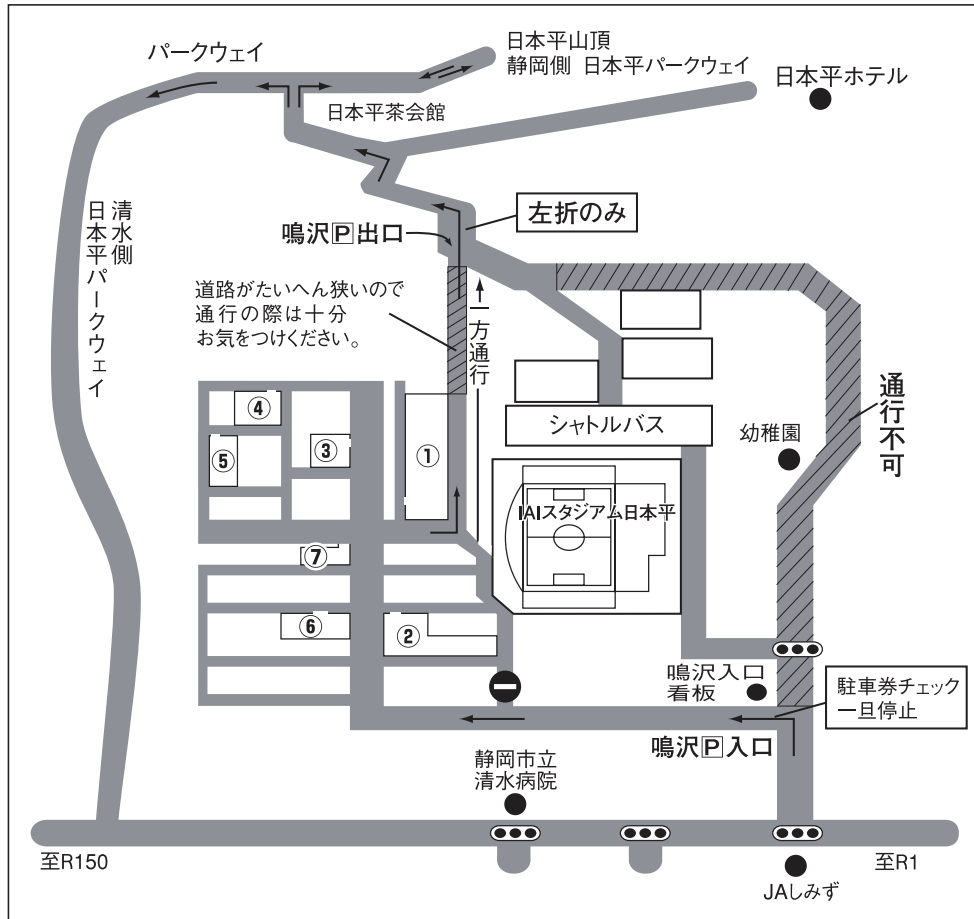 パークウェイ
日本平山頂
静岡側 日本平パークウェイ
日本平ホテル
日本平茶会館
清水側
日本平パークウェイ
左折のみ
鳴沢P出口
道路がたいへん狭いので
通行の際は十分
お気をつけください。
一方通行
通行不可
シャトルバス
幼稚園
④
③
⑤
①
IAIスタジアム日本平
⑦
⑥
②
鳴沢入口
看板
駐車券チェック
一旦停止
鳴沢P入口
静岡市立
清水病院
至R150
至R1
JAしみず